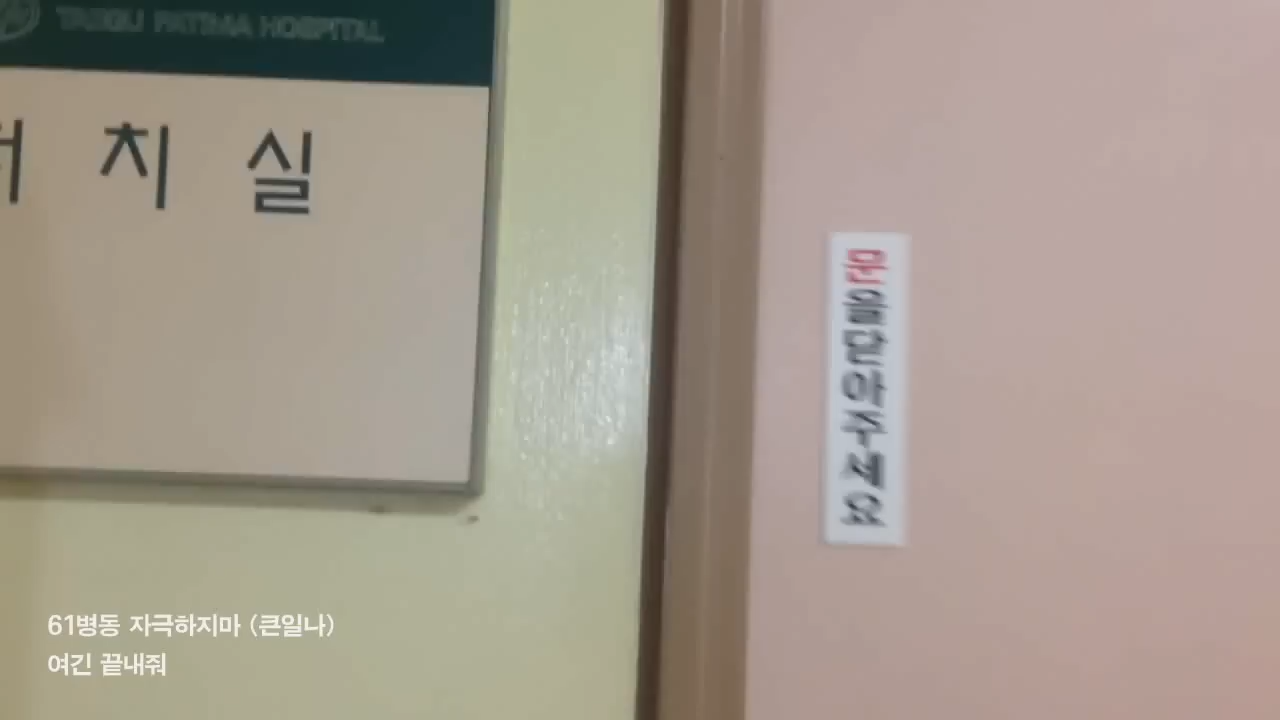 TAEGU FATIMA HOSPITAL
처 치 실
문을닫아주세요
61병동 자극하지마 (큰일나)
여긴 끝내줘